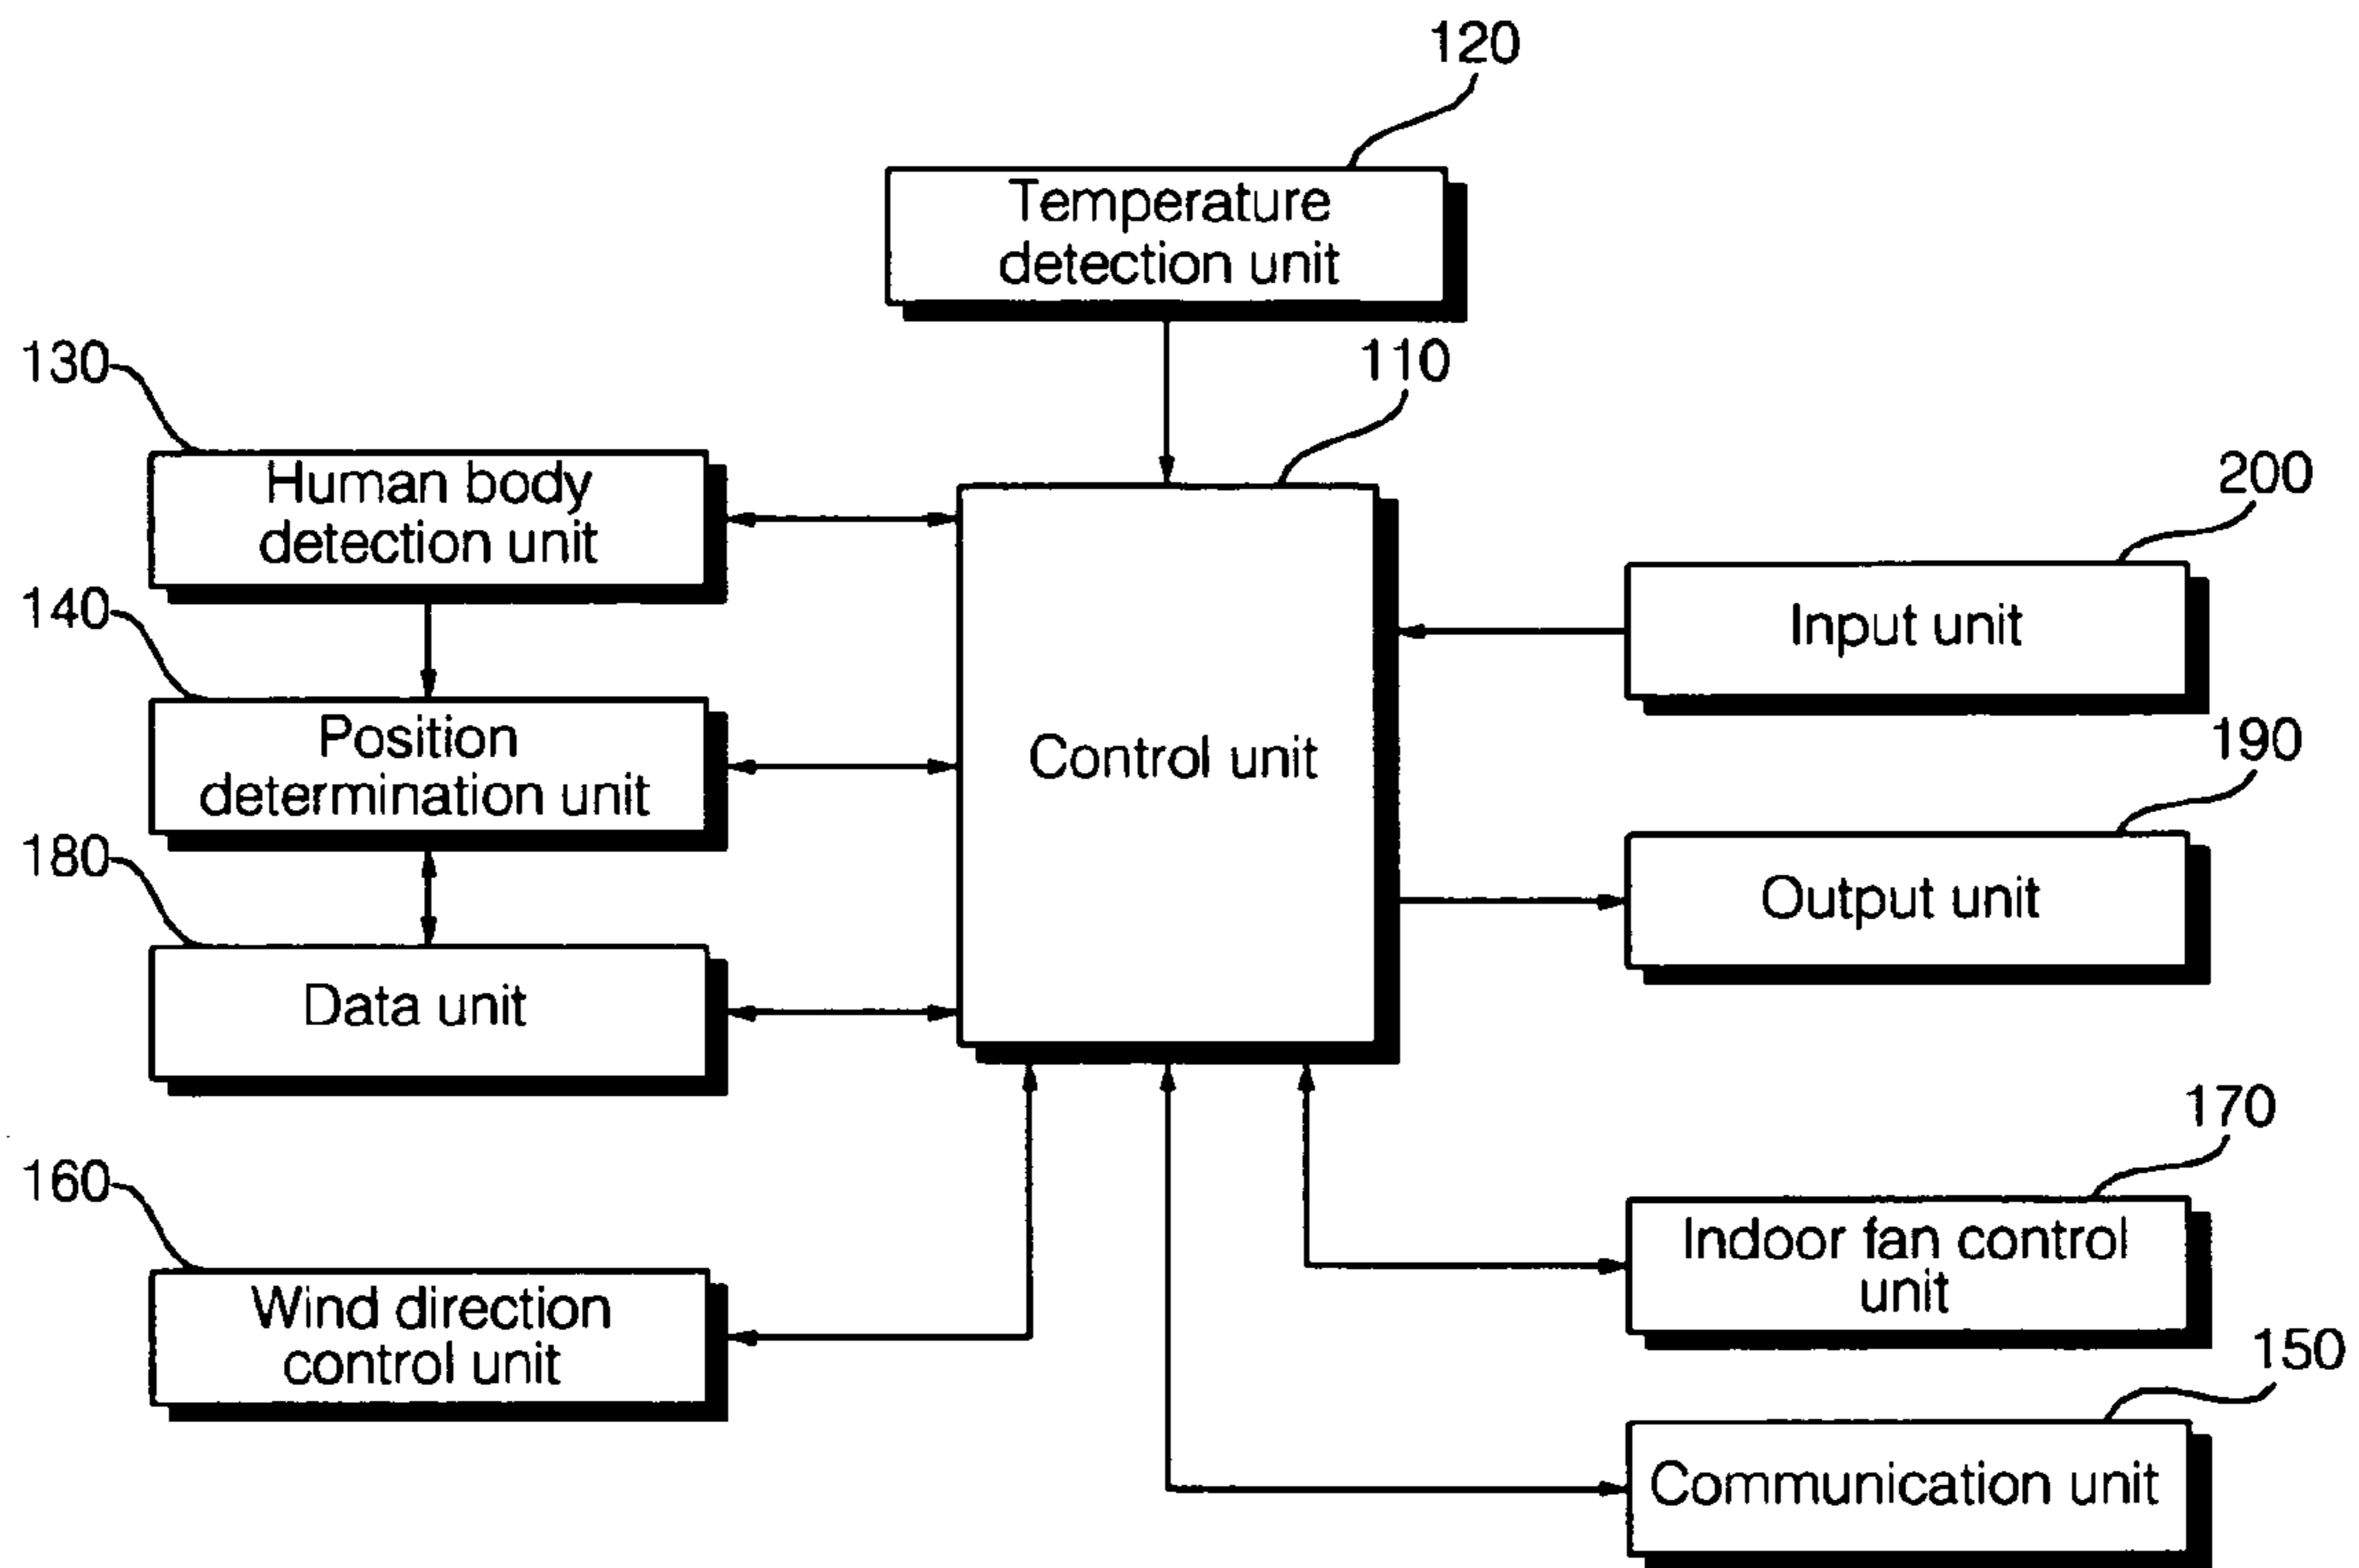 120
Temperature
detection unit
130
110
Human body
detection unit
200
Input unit
140
Position
determination unit
Control unit
190
Output unit
180
Data unit
170
Indoor fan control
unit
160
Wind direction
control unit
150
Communication unit